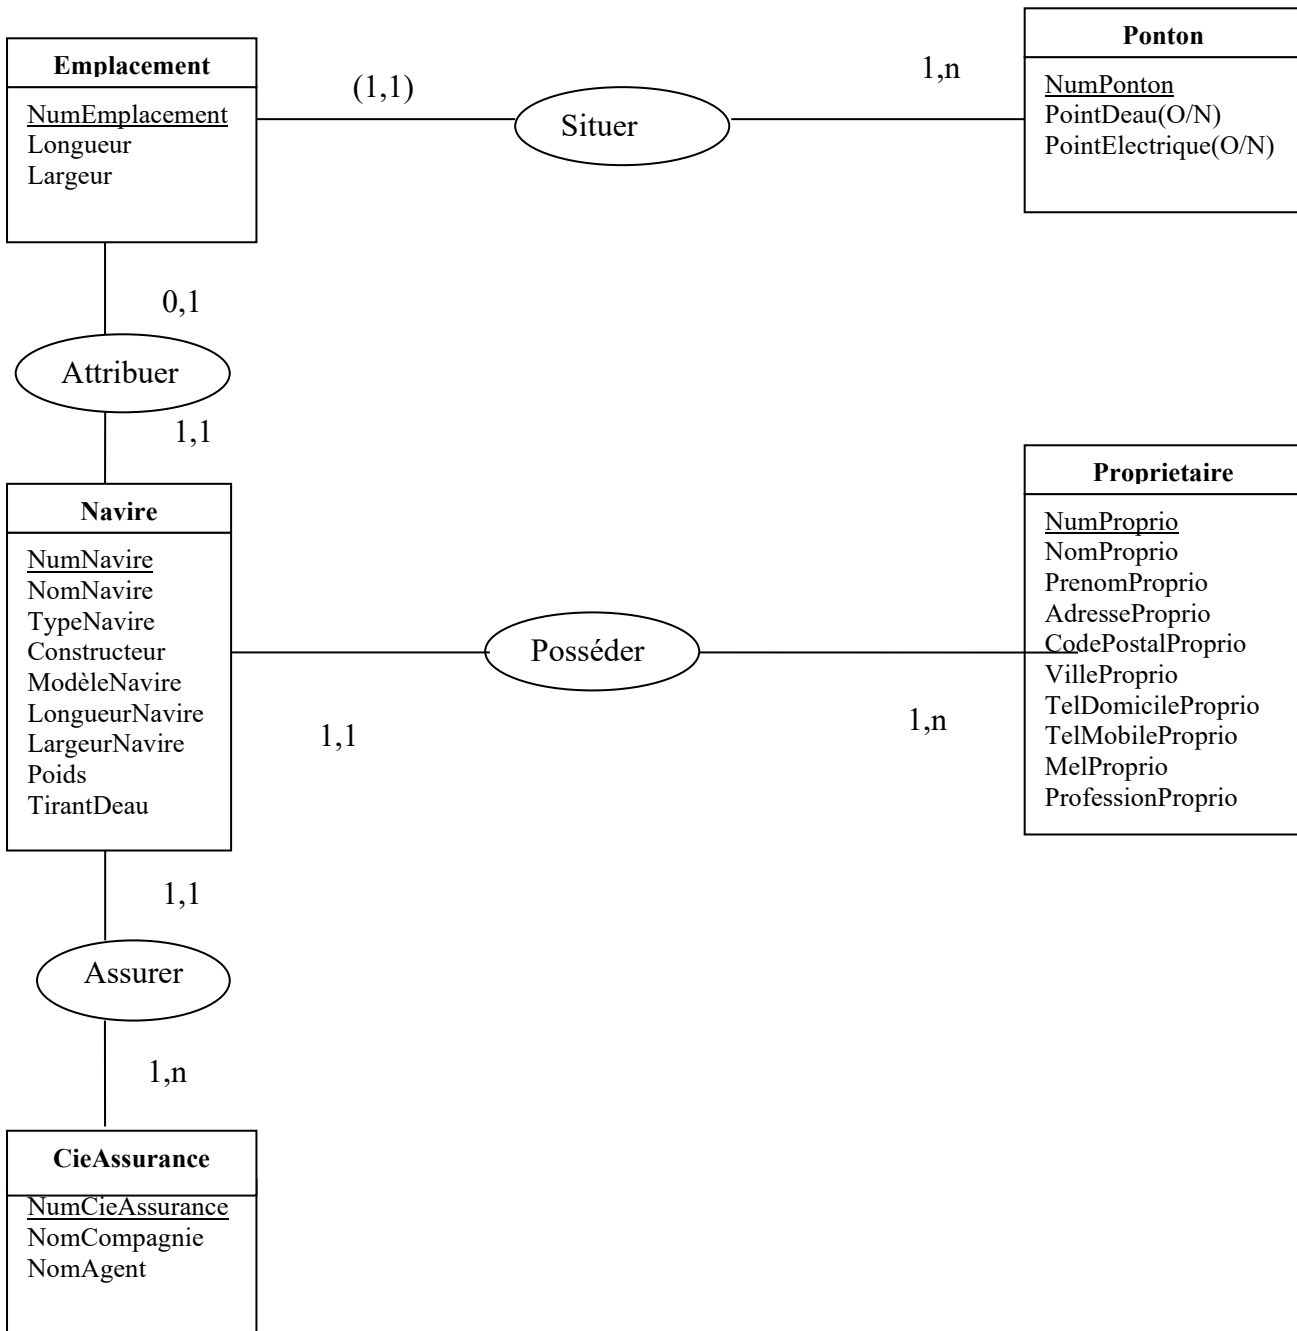 Emplacement
NumEmplacement
Longueur
Largeur
(1,1)
Situer
1,n
Ponton
NumPonton
PointDeau(O/N)
PointElectrique(O/N)
0,1
Attribuer
1,1
Navire
NumNavire
NomNavire
TypeNavire
Constructeur
ModèleNavire
LongueurNavire
LargeurNavire
Poids
TirantDeau
Posséder
1,1
1,n
Proprietaire
NumProprio
NomProprio
PrenomProprio
AdresseProprio
CodePostalProprio
VilleProprio
TelDomicileProprio
TelMobileProprio
MelProprio
ProfessionProprio
1,1
Assurer
1,n
CieAssurance
NumCieAssurance
NomCompagnie
NomAgent